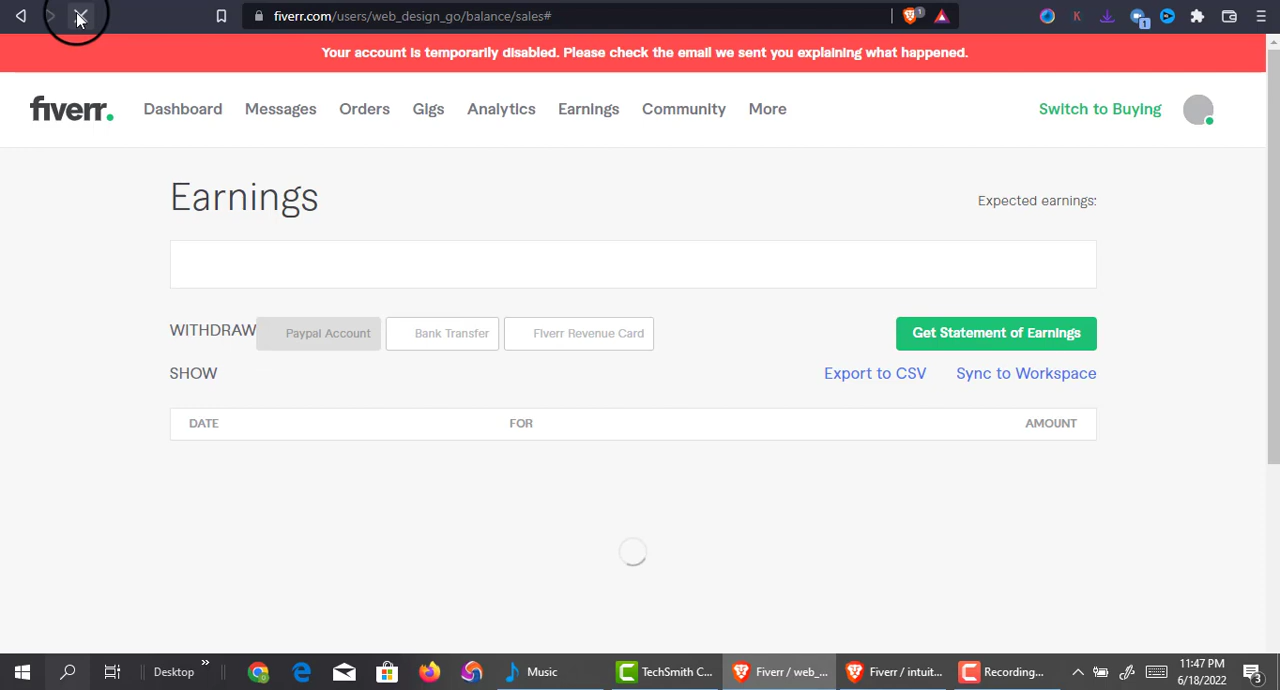 fiverr.com/users/web_design_go/balance/sales#
1
K
1
Your account is temporarily disabled. Please check the email we sent you explaining what happened.
fiverr. Dashboard Messages Orders Gigs Analytics Earnings Community More Switch to Buying
Earnings Expected earnings:
WITHDRAW Paypal Account Bank Transfer Fiverr Revenue Card Get Statement of Earnings
SHOW Export to CSV Sync to Workspace
DATE FOR AMOUNT
Desktop » Music TechSmith C... Fiverr / web_... Fiverr / intuit... Recording... 11:47 PM
6/18/2022
3